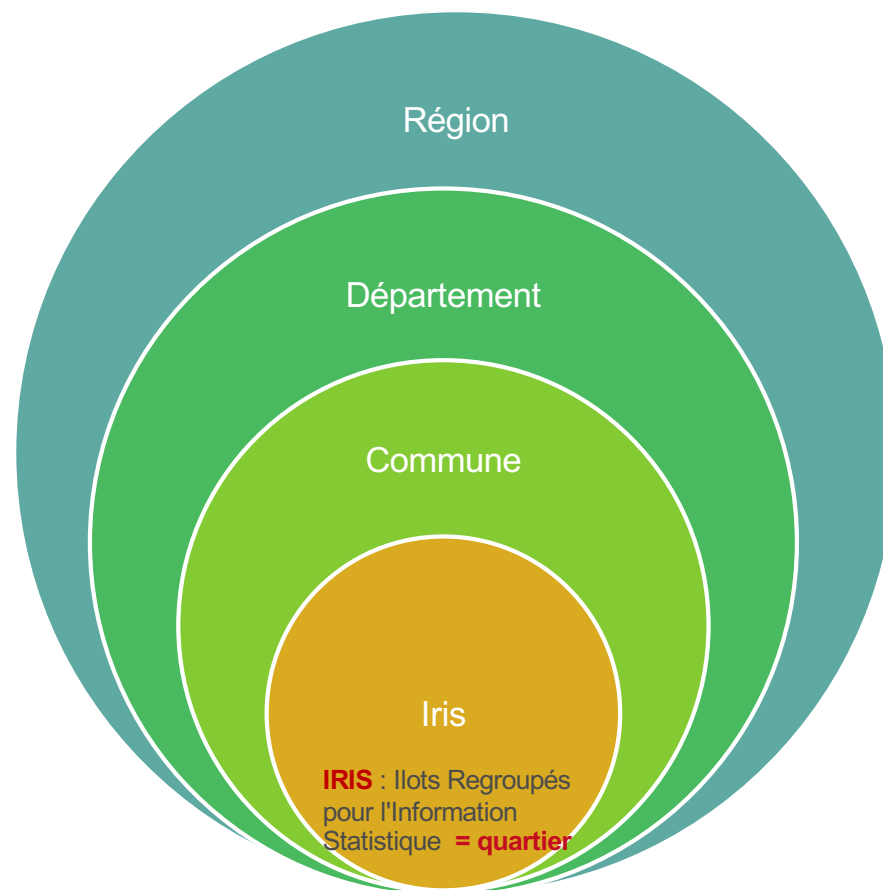 Région
Département
Commune
Iris
IRIS : Ilots Regroupés
pour l'Information
Statistique = quartier